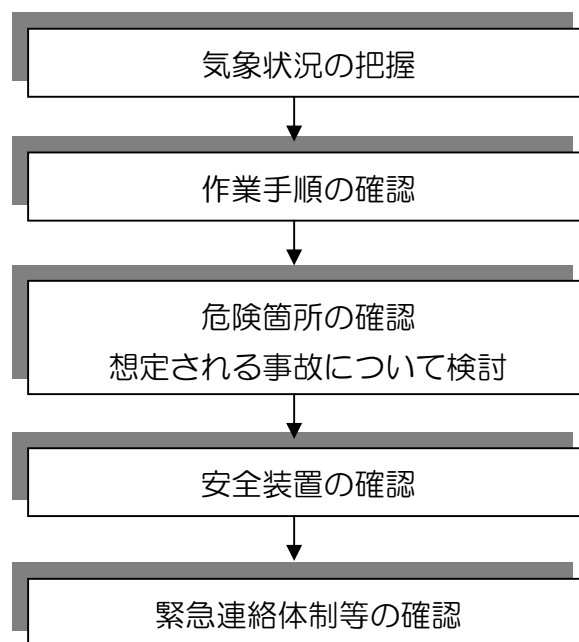 気象状況の把握
作業手順の確認
危険箇所の確認
想定される事故について検討
安全装置の確認
緊急連絡体制等の確認